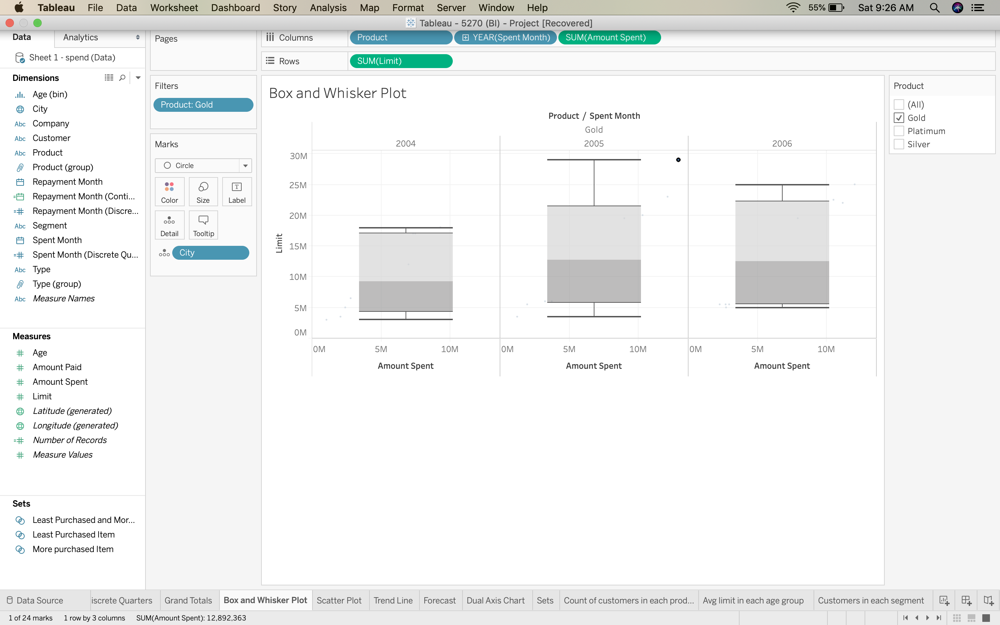 Tableau File Data Worksheet Dashboard Story Analysis Map Format Server Window Help 55% Sat 9:26 AM
Tableau - 5270 (BI) - Project [Recovered]
Data Analytics
Sheet 1 - spend (Data)
Dimensions
Abc
Age (bin)
City
Abc Company
Abc Customer
Abc Product
Product (group)
Repayment Month
Repayment Month (Conti...
Repayment Month (Discre...
Abc Segment
Spent Month
Spent Month (Discrete Qu...
Abc Type
Type (group)
Abc Measure Names
Measures
Age
Amount Paid
Amount Spent
Limit
Latitude (generated)
Longitude (generated)
Number of Records
Measure Values
Sets
Least Purchased and Mor...
Least Purchased Item
More purchased Item
Pages
Filters
Product: Gold
Marks
Circle
Color Size Label
Detail Tooltip
City
Columns Product YEAR(Spent Month) SUM(Amount Spent)
Rows SUM(Limit)
Box and Whisker Plot
Product / Spent Month
Gold
2004 2005 2006
30M
25M
20M
15M
10M
5M
0M
Limit
0M 5M 10M 0M 5M 10M 0M 5M 10M
Amount Spent Amount Spent Amount Spent
Product
(All)
Gold
Platimum
Silver
Data Source iscrete Quarters Grand Totals Box and Whisker Plot Scatter Plot Trend Line Forecast Dual Axis Chart Sets Count of customers in each prod... Avg limit in each age group Customers in each segment
1 of 24 marks 1 row by 3 columns SUM(Amount Spent): 12,892,363